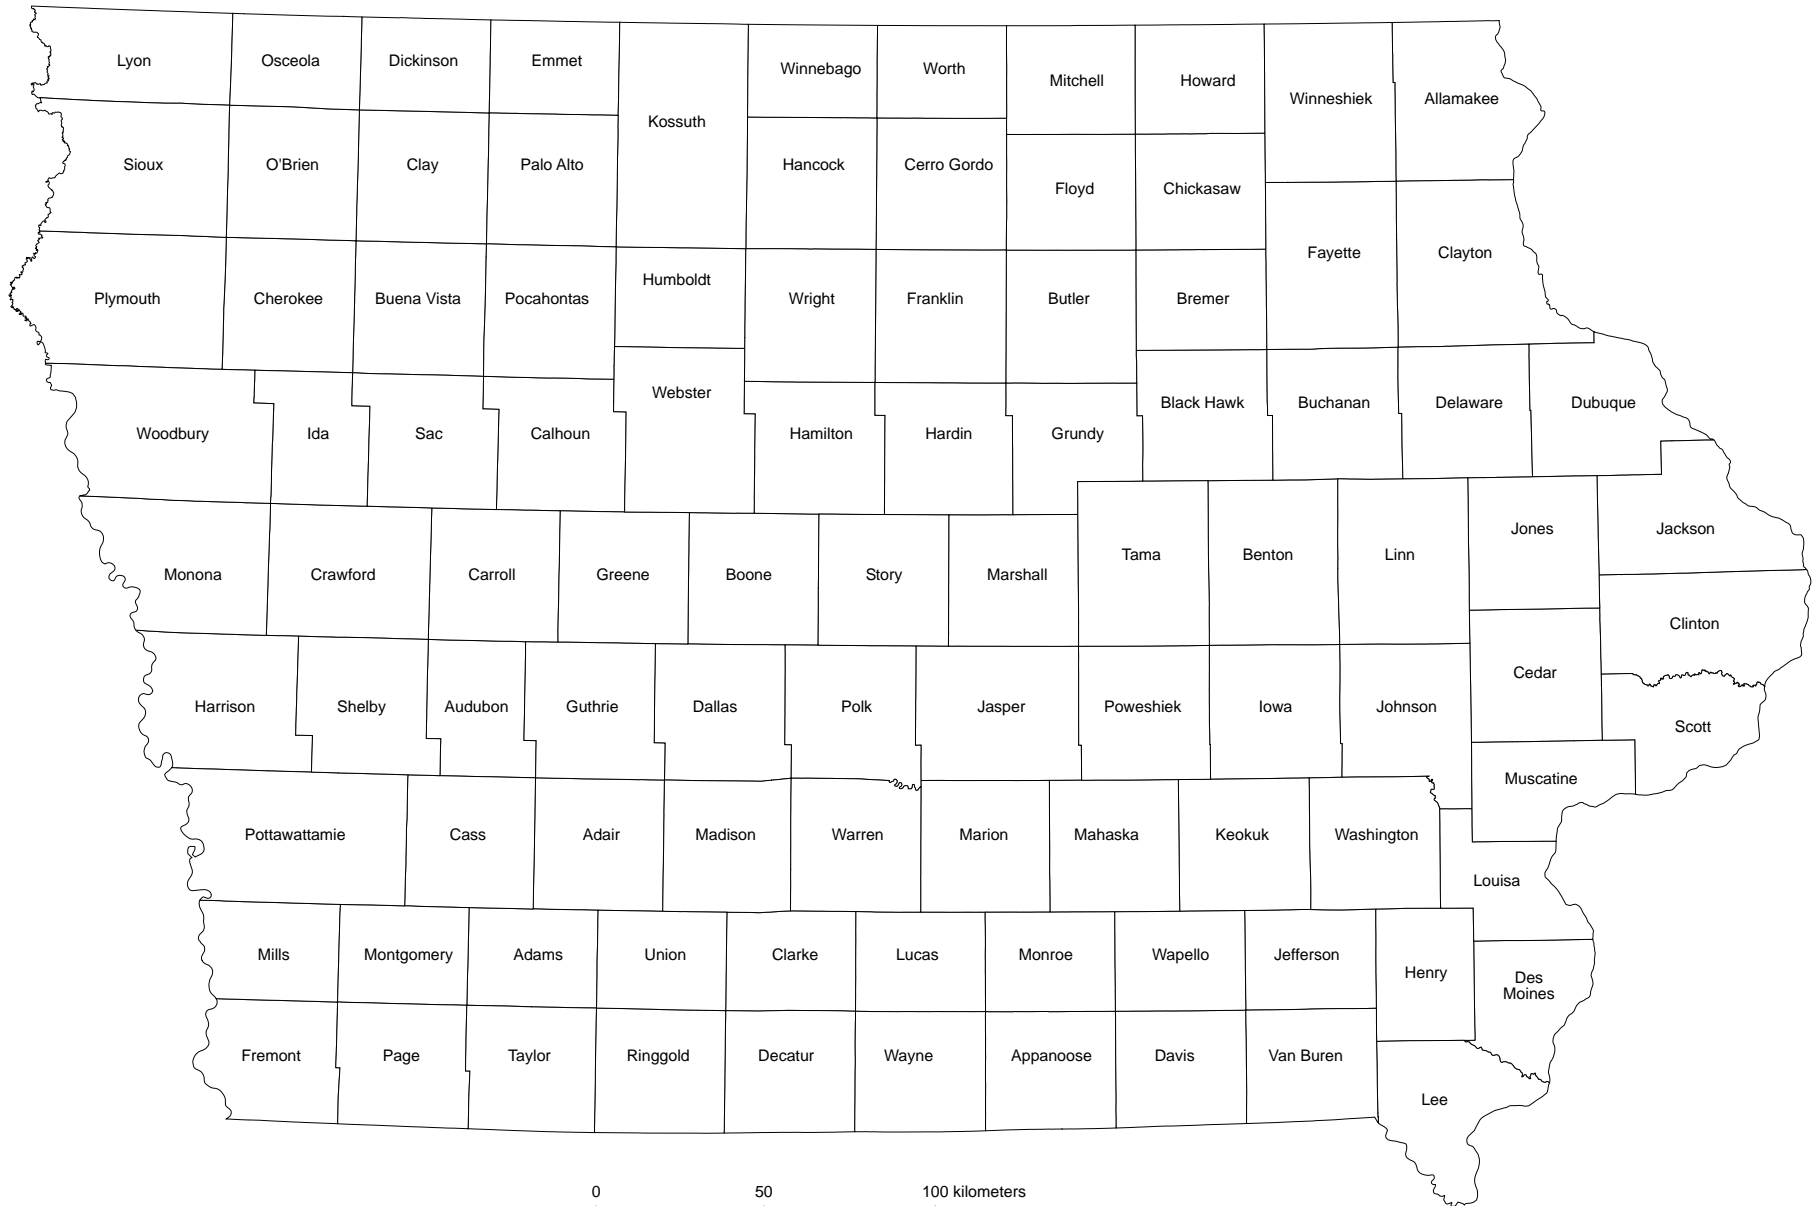 Lyon
Osceola
Dickinson
Emmet
Kossuth
Winnebago
Worth
Mitchell
Howard
Winneshiek
Allamakee
Sioux
O'Brien
Clay
Palo Alto
Hancock
Cerro Gordo
Floyd
Chickasaw
Fayette
Clayton
Plymouth
Cherokee
Buena Vista
Pocahontas
Humboldt
Wright
Franklin
Butler
Bremer
Woodbury
Ida
Sac
Calhoun
Webster
Hamilton
Hardin
Grundy
Black Hawk
Buchanan
Delaware
Dubuque
Monona
Crawford
Carroll
Greene
Boone
Story
Marshall
Tama
Benton
Linn
Jones
Jackson
Clinton
Harrison
Shelby
Audubon
Guthrie
Dallas
Polk
Jasper
Poweshiek
Iowa
Johnson
Cedar
Scott
Muscatine
Pottawattamie
Cass
Adair
Madison
Warren
Marion
Mahaska
Keokuk
Washington
Louisa
Mills
Montgomery
Adams
Union
Clarke
Lucas
Monroe
Wapello
Jefferson
Henry
Des
Moines
Fremont
Page
Taylor
Ringgold
Decatur
Wayne
Appanoose
Davis
Van Buren
Lee
0 50 100 kilometers